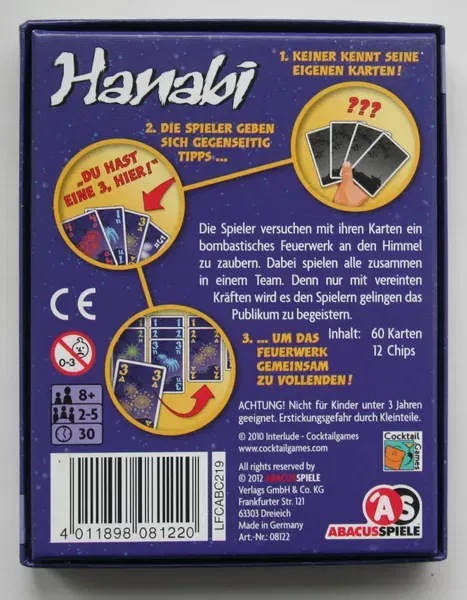 Hanabi
1. KEINER KENNT SEINE
EIGENEN KARTEN!
???
2. DIE SPIELER GEBEN
SICH GEGENSEITIG
TIPPS ...
„DU HAST
EINE 3, HIER!"
Die Spieler versuchen mit ihren Karten ein
bombastisches Feuerwerk an den Himmel
zu zaubern. Dabei spielen alle zusammen
in einem Team. Denn nur mit vereinten
Kräften wird es den Spielern gelingen das
Publikum zu begeistern.
CE
0-3
3. ... UM DAS
FEUERWERK
GEMEINSAM
ZU VOLLENDEN!
Inhalt: 60 Karten
12 Chips
8+
2-5
30
ACHTUNG! Nicht für Kinder unter 3 Jahren
geeignet. Erstickungsgefahr durch Kleinteile.
© 2010 Interlude - Cocktailgames
www.cocktailgames.com
Cocktail
Games
All rights reserved by
© 2012 ABACUSSPIELE
Verlags GmbH & Co. KG
Frankfurter Str. 121
63303 Dreieich
Made in Germany
Art.-Nr.: 08122
LFCABC219
4 011898 081220
AS
ABACUSSPIELE